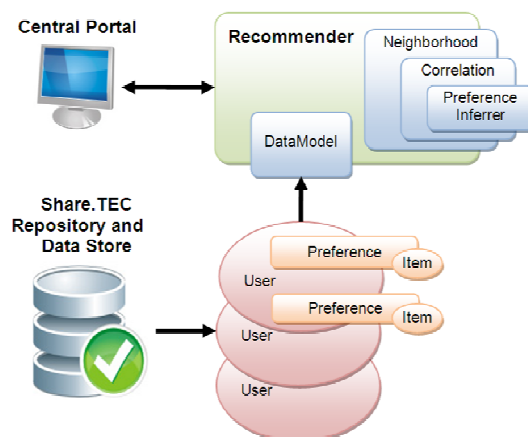 Central Portal
Recommender
Neighborhood
Correlation
Preference
Inferrer
DataModel
Share.TEC
Repository and
Data Store
Preference
Item
User
Preference
Item
User
User